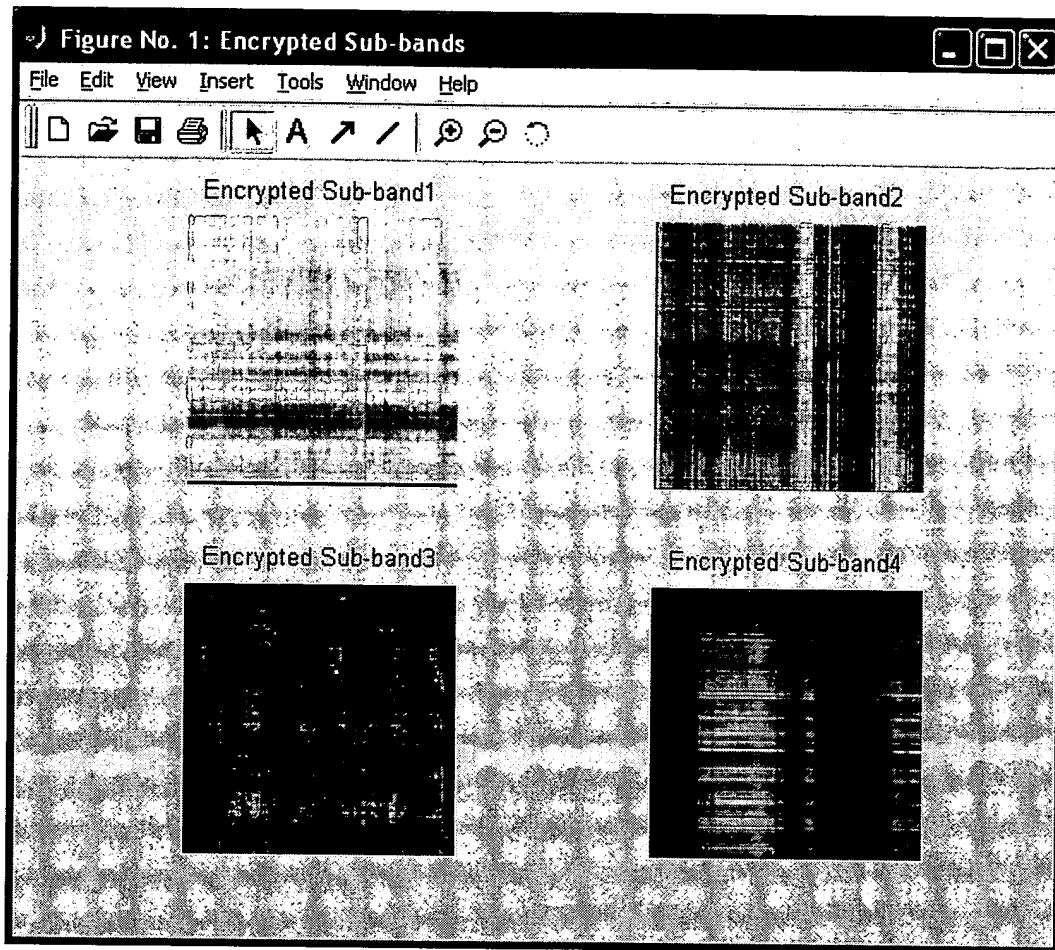 Figure No. 1: Encrypted Sub-bands
File Edit View Insert Tools Window Help
A
Encrypted Sub-band1
Encrypted Sub-band2
Encrypted Sub-band3
Encrypted Sub-band4